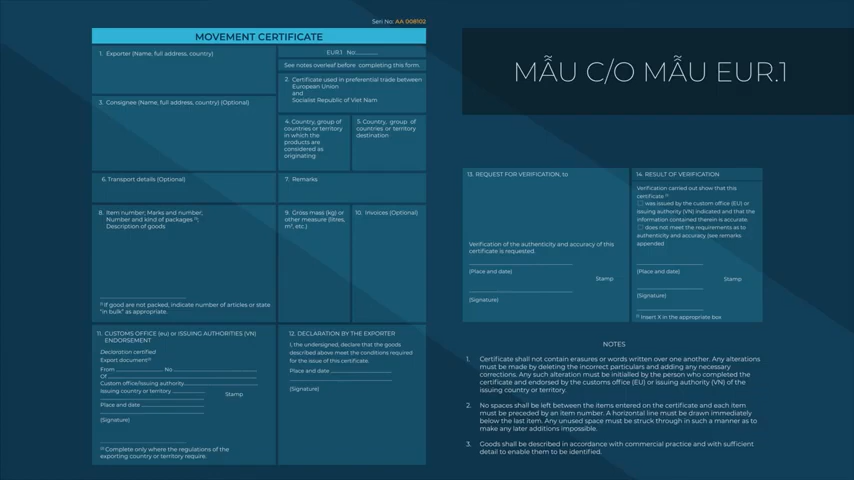 Seri No: AA 008102
MOVEMENT CERTIFICATE
1. Exporter (Name, full address, country)
EUR.1 No.............
See notes overleaf before completing this form.
2. Certificate used in preferential trade between
European Union
and
Socialist Republic of Viet Nam
3. Consignee (Name, full address, country) (Optional)
4. Country, group of
countries or territory
in which the
products are
considered as
originating
5. Country, group of
countries or territory
destination
6. Transport details (Optional)
7. Remarks
8. Item number, Marks and number,
Number and kind of packages ⁽¹⁾;
Description of goods
⁽¹⁾ If good are not packed, indicate number of articles or state
"in bulk" as appropriate.
9. Gross mass (kg) or
other measure (litres,
m³, etc.)
10. Invoices (Optional)
11. CUSTOMS OFFICE (eu) or ISSUING AUTHORITIES (VN)
ENDORSEMENT
Declaration certified
Export document⁽²⁾
From ................ No ................
Of ................
Custom office/issuing authority................
Issuing country or territory ................
Stamp
Place and date ................
(Signature)
⁽²⁾ Complete only where the regulations of the
exporting country or territory require.
12. DECLARATION BY THE EXPORTER
I, the undersigned, declare that the goods
described above meet the conditions required
for the issue of this certificate.
Place and date ................
(Signature)
MẪU C/O MẪU EUR.1
13. REQUEST FOR VERIFICATION, to
Verification of the authenticity and accuracy of this
certificate is requested.
(Place and date)
Stamp
(Signature)
14. RESULT OF VERIFICATION
Verification carried out show that this
certificate ⁽¹⁾
☐ was issued by the custom office (EU) or
issuing authority (VN) indicated and that the
information contained therein is accurate.
☐ does not meet the requirements as to
authenticity and accuracy (see remarks
appended
(Place and date)
Stamp
(Signature)
⁽¹⁾ Insert X in the appropriate box
NOTES
1. Certificate shall not contain erasures or words written over one another. Any alterations
must be made by deleting the incorrect particulars and adding any necessary
corrections. Any such alteration must be initialled by the person who completed the
certificate and endorsed by the customs office (EU) or issuing authority (VN) of the
issuing country or territory.
2. No spaces shall be left between the items entered on the certificate and each item
must be preceded by an item number. A horizontal line must be drawn immediately
below the last item. Any unused space must be struck through in such a manner as to
make any later additions impossible.
3. Goods shall be described in accordance with commercial practice and with sufficient
detail to enable them to be identified.